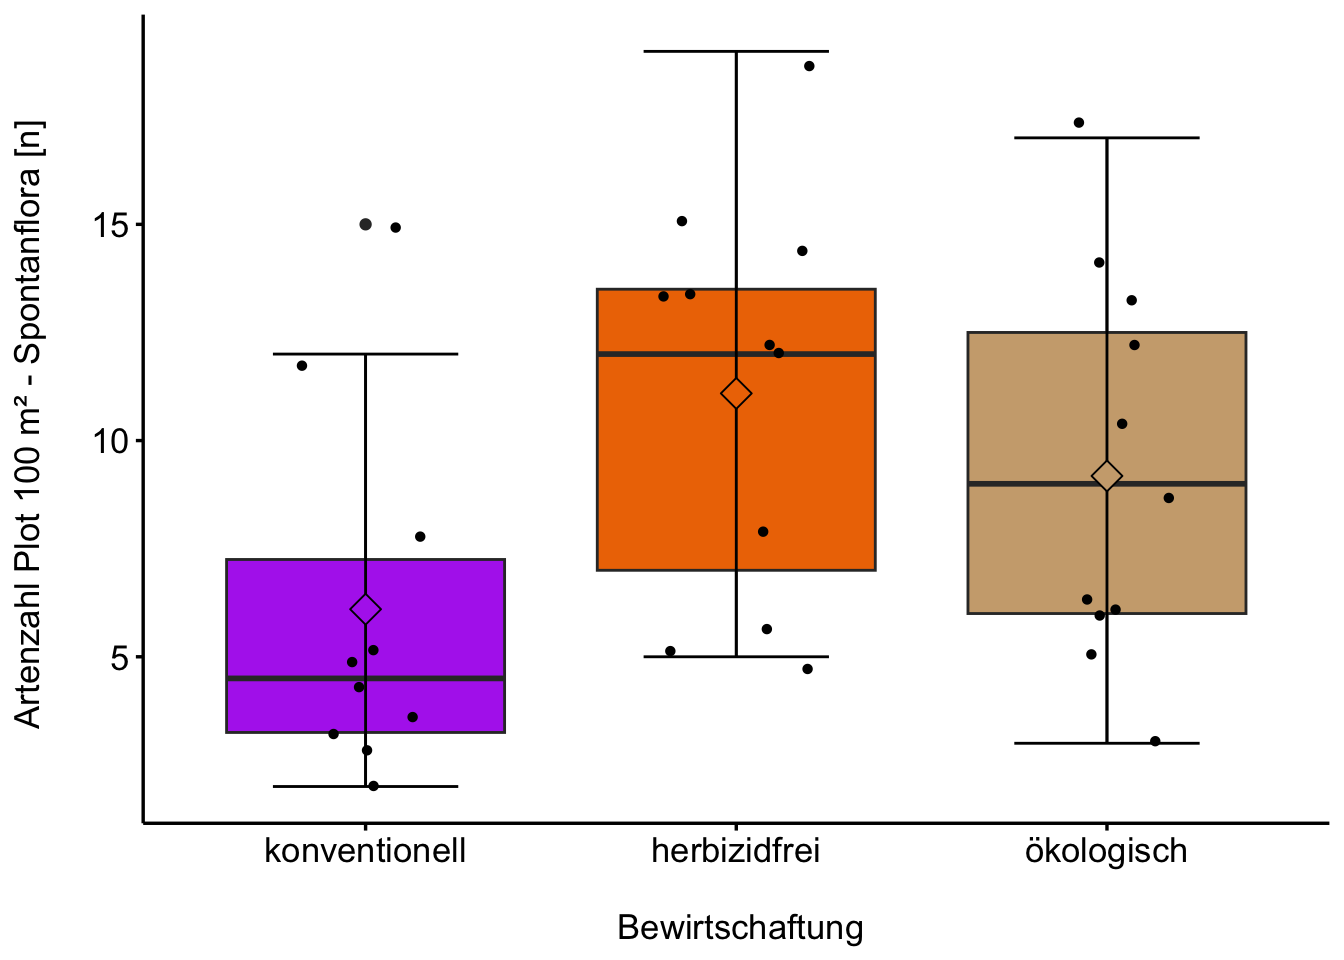 Artenzahl Plot 100 m² - Spontanflora [n]
15
10
5
konventionell herbizidfrei ökologisch
Bewirtschaftung